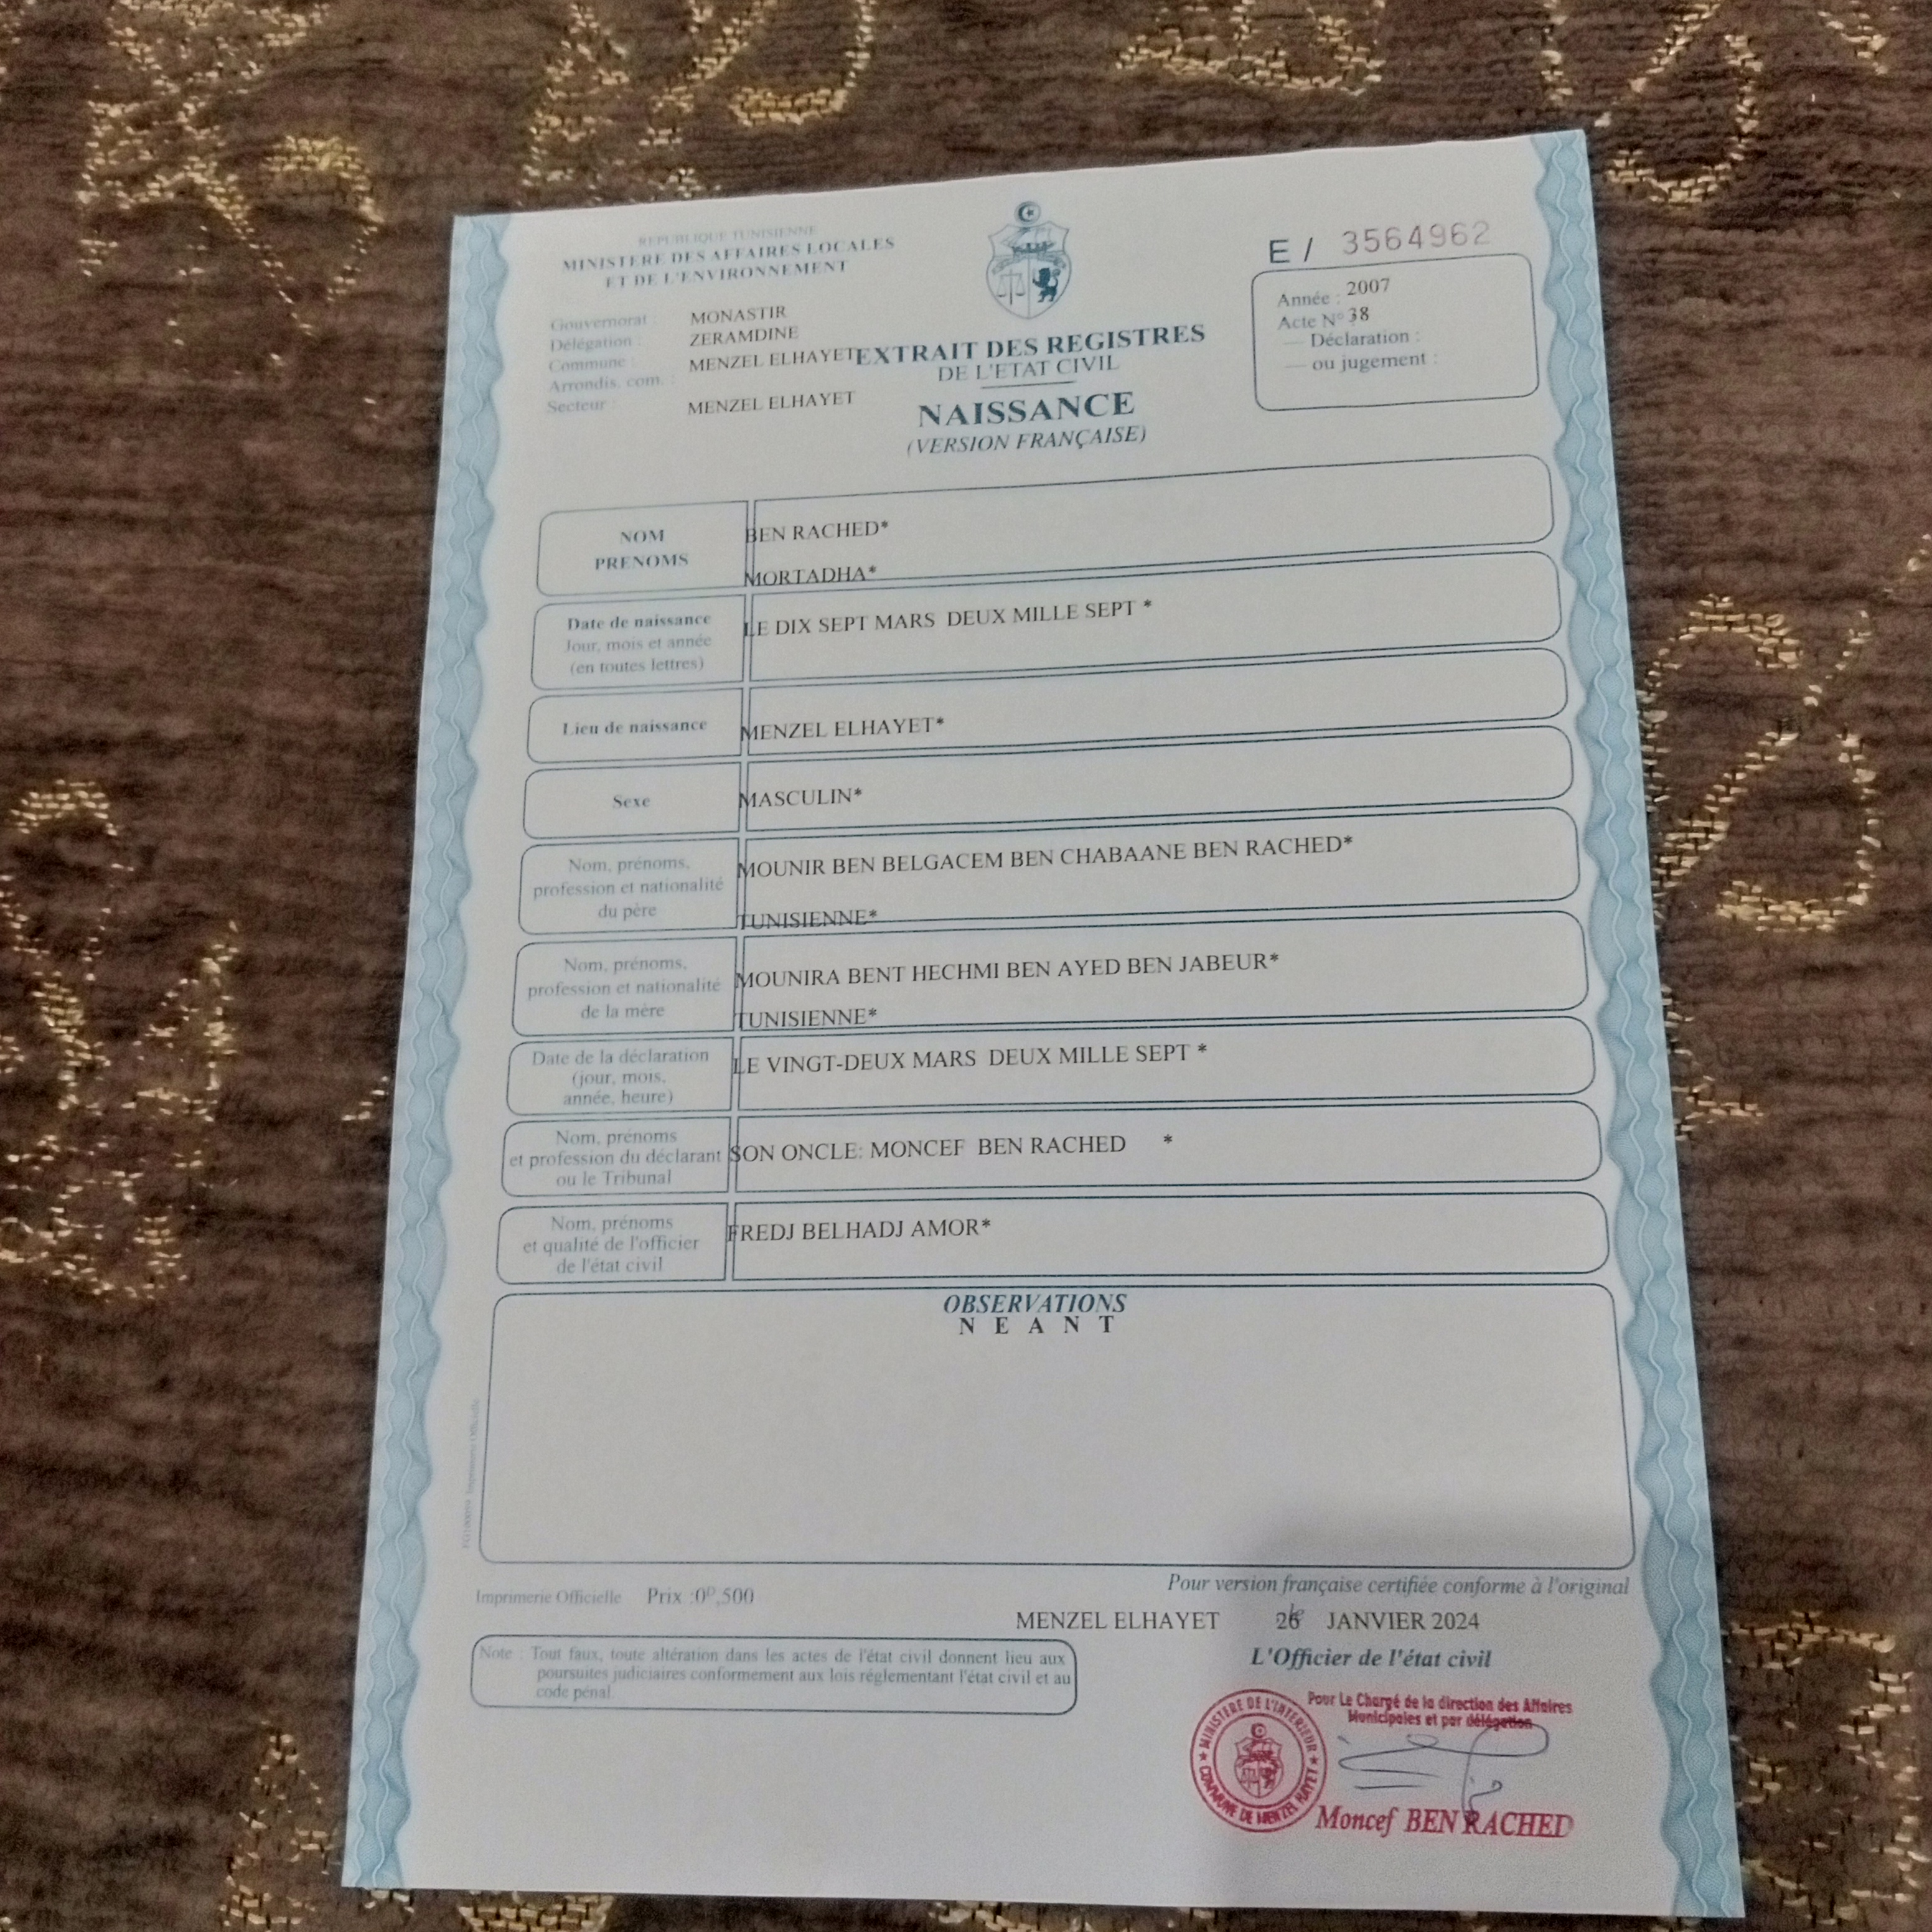 REPUBLIQUE TUNISIENNE
MINISTERE DES AFFAIRES LOCALES
ET DE L'ENVIRONNEMENT
Gouvernorat : MONASTIR
Délégation : ZERAMDINE
Commune : MENZEL ELHAYET
Arrondis. com. :
Secteur : MENZEL ELHAYET
EXTRAIT DES REGISTRES
DE L'ETAT CIVIL
NAISSANCE
(VERSION FRANÇAISE)
E / 3564962
Année : 2007
Acte N° 38
— Déclaration :
— ou jugement :
NOM
PRENOMS
BEN RACHED*
MORTADHA*
Date de naissance
Jour, mois et année
(en toutes lettres)
LE DIX SEPT MARS DEUX MILLE SEPT *
Lieu de naissance
MENZEL ELHAYET*
Sexe
MASCULIN*
Nom, prénoms,
profession et nationalité
du père
MOUNIR BEN BELGACEM BEN CHABAANE BEN RACHED*
TUNISIENNE*
Nom, prénoms,
profession et nationalité
de la mère
MOUNIRA BENT HECHMI BEN AYED BEN JABEUR*
TUNISIENNE*
Date de la déclaration
(jour, mois,
année, heure)
LE VINGT-DEUX MARS DEUX MILLE SEPT *
Nom, prénoms
et profession du déclarant
ou le Tribunal
SON ONCLE: MONCEF BEN RACHED *
Nom, prénoms
et qualité de l'officier
de l'état civil
FREDJ BELHADJ AMOR*
OBSERVATIONS
N E A N T
Imprimerie Officielle Prix :0ᴰ,500
Pour version française certifiée conforme à l'original
MENZEL ELHAYET le 26 JANVIER 2024
L'Officier de l'état civil
Note : Tout faux, toute altération dans les actes de l'état civil donnent lieu aux
poursuites judiciaires conformement aux lois réglementant l'état civil et au
code pénal.
Pour Le Chargé de la direction des Affaires
Municipales et par délégation
MINISTERE DE L'INTERIEUR
COMMUNE DE MENZEL HAYET
Moncef BEN RACHED